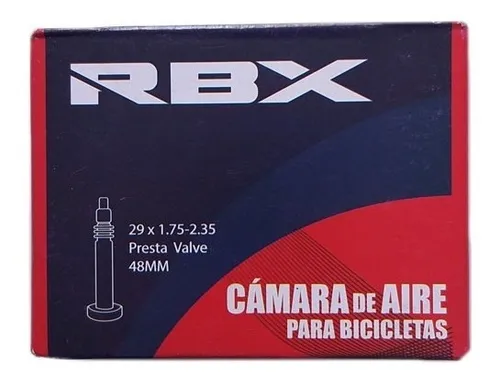 RBX
29 x 1.75-2.35
Presta Valve
48MM
CÁMARA DE AIRE
PARA BICICLETAS